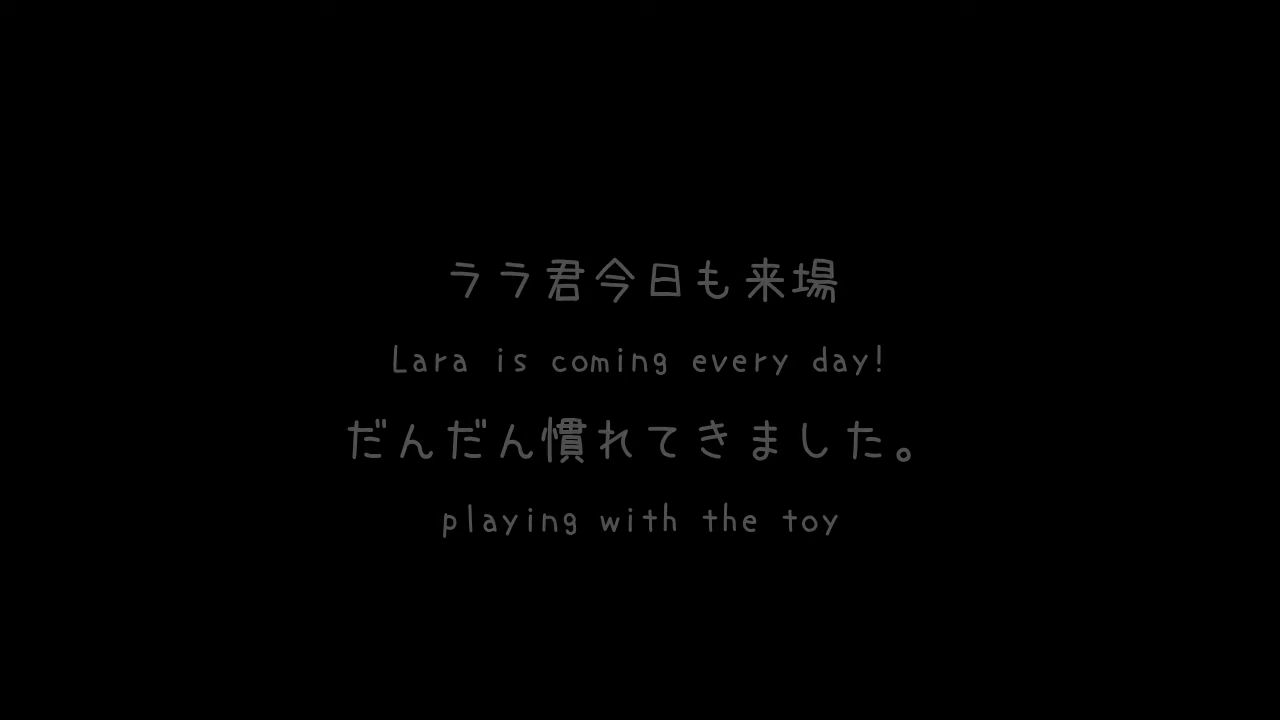 ララ君今日も来場
Lara is coming every day!
だんだん慣れてきました。
playing with the toy